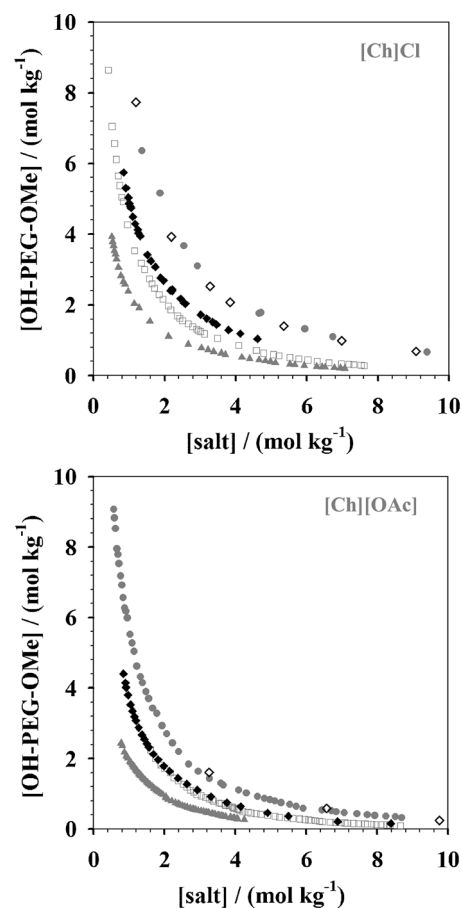 [Ch]Cl
[OH-PEG-OMe] / (mol kg⁻¹)
10
8
6
4
2
0
0 2 4 6 8 10
[salt] / (mol kg⁻¹)
[Ch][OAc]
[OH-PEG-OMe] / (mol kg⁻¹)
10
8
6
4
2
0
0 2 4 6 8 10
[salt] / (mol kg⁻¹)